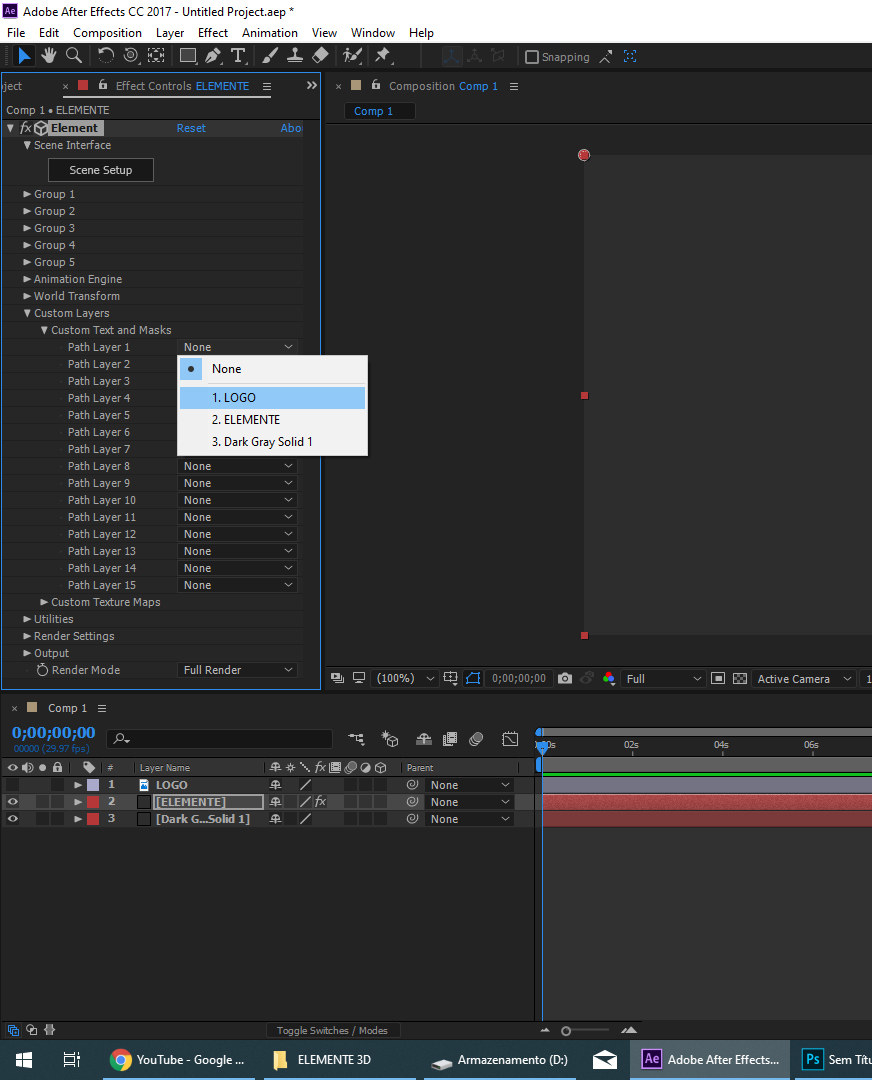 Adobe After Effects CC 2017 - Untitled Project.aep *
File Edit Composition Layer Effect Animation View Window Help
Snapping
ject
Effect Controls ELEMENTE
Composition Comp 1
Comp 1 • ELEMENTE
Comp 1
fx Element Reset Abou
Scene Interface
Scene Setup
Group 1
Group 2
Group 3
Group 4
Group 5
Animation Engine
World Transform
Custom Layers
Custom Text and Masks
Path Layer 1 None
Path Layer 2
Path Layer 3
Path Layer 4
Path Layer 5
Path Layer 6
Path Layer 7
None
1. LOGO
2. ELEMENTE
3. Dark Gray Solid 1
Path Layer 8 None
Path Layer 9 None
Path Layer 10 None
Path Layer 11 None
Path Layer 12 None
Path Layer 13 None
Path Layer 14 None
Path Layer 15 None
Custom Texture Maps
Utilities
Render Settings
Output
Render Mode Full Render
(100%) 0;00;00;00 Full Active Camera 1
Comp 1
0;00;00;00
00000 (29.97 fps)
00s 02s 04s 06s
# Layer Name fx Parent
1 LOGO None
2 [ELEMENTE] fx None
3 [Dark G...Solid 1] None
Toggle Switches / Modes
YouTube - Google ... ELEMENTE 3D Armazenamento (D:) Ae Adobe After Effects... Ps Sem Títu